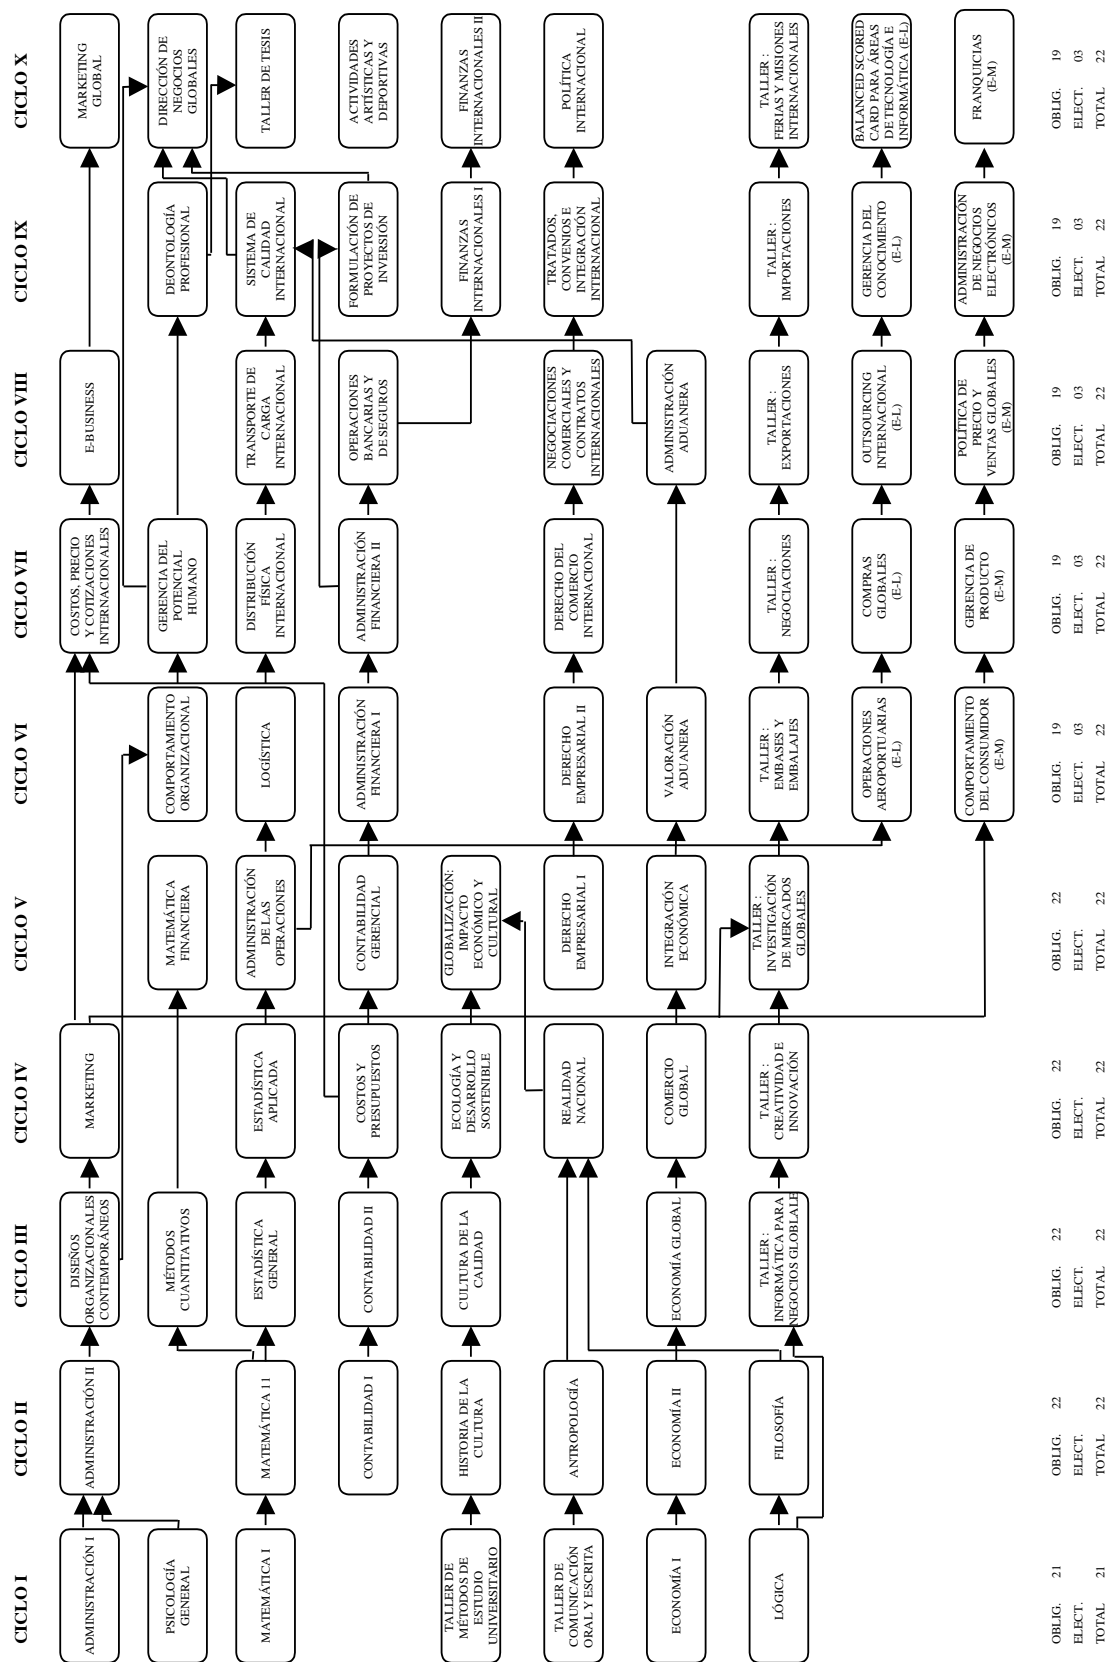 CICLO I
ADMINISTRACIÓN I
PSICOLOGÍA
GENERAL
MATEMÁTICA I
TALLER DE
MÉTODOS DE
ESTUDIO
UNIVERSITARIO
TALLER DE
COMUNICACIÓN
ORAL Y ESCRITA
ECONOMÍA I
LÓGICA
OBLIG. 21
ELECT.
TOTAL 21
CICLO II
ADMINISTRACIÓN II
MATEMÁTICA 11
CONTABILIDAD I
HISTORIA DE LA
CULTURA
ANTROPOLOGÍA
ECONOMÍA II
FILOSOFÍA
OBLIG. 22
ELECT.
TOTAL 22
CICLO III
DISEÑOS
ORGANIZACIONALES
CONTEMPORÁNEOS
MÉTODOS
CUANTITATIVOS
ESTADÍSTICA
GENERAL
CONTABILIDAD II
CULTURA DE LA
CALIDAD
ECONOMÍA GLOBAL
TALLER :
INFORMÁTICA PARA
NEGOCIOS GLOBLALE
OBLIG. 22
ELECT.
TOTAL 22
CICLO IV
MARKETING
ESTADÍSTICA
APLICADA
COSTOS Y
PRESUPUESTOS
ECOLOGÍA Y
DESARROLLO
SOSTENIBLE
REALIDAD
NACIONAL
COMERCIO
GLOBAL
TALLER :
CREATIVIDAD E
INNOVACIÓN
OBLIG. 22
ELECT.
TOTAL 22
CICLO V
MATEMÁTICA
FINANCIERA
ADMINISTRACIÓN
DE LAS
OPERACIONES
CONTABILIDAD
GERENCIAL
GLOBALIZACIÓN:
IMPACTO
ECONÓMICO Y
CULTURAL
DERECHO
EMPRESARIAL I
INTEGRACIÓN
ECONÓMICA
TALLER :
INVESTIGACIÓN
DE MERCADOS
GLOBALES
OBLIG. 22
ELECT.
TOTAL 22
CICLO VI
COMPORTAMIENTO
ORGANIZACIONAL
LOGÍSTICA
ADMINISTRACIÓN
FINANCIERA I
DERECHO
EMPRESARIAL II
VALORACIÓN
ADUANERA
TALLER :
EMBASES Y
EMBALAJES
OPERACIONES
AEROPORTUARIAS
(E-L)
COMPORTAMIENTO
DEL CONSUMIDOR
(E-M)
OBLIG. 19
ELECT. 03
TOTAL 22
CICLO VII
COSTOS, PRECIO
Y COTIZACIONES
INTERNACIONALES
GERENCIA DEL
POTENCIAL
HUMANO
DISTRIBUCIÓN
FÍSICA
INTERNACIONAL
ADMINISTRACIÓN
FINANCIERA II
DERECHO DEL
COMERCIO
INTERNACIONAL
TALLER :
NEGOCIACIONES
COMPRAS
GLOBALES
(E-L)
GERENCIA DE
PRODUCTO
(E-M)
OBLIG. 19
ELECT. 03
TOTAL 22
CICLO VIII
E-BUSINESS
TRANSPORTE DE
CARGA
INTERNACIONAL
OPERACIONES
BANCARIAS Y
DE SEGUROS
NEGOCIACIONES
COMERCIALES Y
CONTRATOS
INTERNACIONALES
ADMINISTRACIÓN
ADUANERA
TALLER :
EXPORTACIONES
OUTSOURCING
INTERNACIONAL
(E-L)
POLÍTICA DE
PRECIO Y
VENTAS GLOBALES
(E-M)
OBLIG. 19
ELECT. 03
TOTAL 22
CICLO IX
DEONTOLOGÍA
PROFESIONAL
SISTEMA DE
CALIDAD
INTERNACIONAL
FORMULACIÓN DE
PROYECTOS DE
INVERSIÓN
FINANZAS
INTERNACIONALES I
TRATADOS,
CONVENIOS E
INTEGRACIÓN
INTERNACIONAL
TALLER :
IMPORTACIONES
GERENCIA DEL
CONOCIMIENTO
(E-L)
ADMINISTRACIÓN
DE NEGOCIOS
ELECTRÓNICOS
(E-M)
OBLIG. 19
ELECT. 03
TOTAL 22
CICLO X
MARKETING
GLOBAL
DIRECCIÓN DE
NEGOCIOS
GLOBALES
TALLER DE TESIS
ACTIVIDADES
ARTÍSTICAS Y
DEPORTIVAS
FINANZAS
INTERNACIONALES II
POLÍTICA
INTERNACIONAL
TALLER :
FERIAS Y MISIONES
INTERNACIONALES
BALANCED SCORED
CARD PARA ÁREAS
DE TECNOLOGÍA E
INFORMÁTICA (E-L)
FRANQUICIAS
(E-M)
OBLIG. 19
ELECT. 03
TOTAL 22